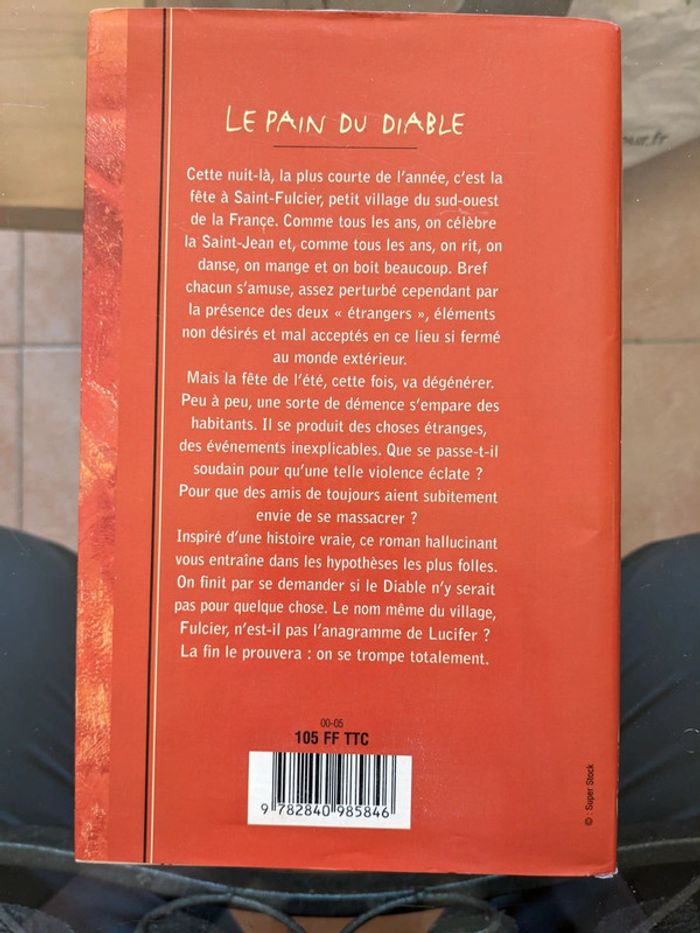 LE PAIN DU DIABLE
Cette nuit-là, la plus courte de l'année, c'est la
fête à Saint-Fulcier, petit village du sud-ouest
de la France. Comme tous les ans, on célèbre
la Saint-Jean et, comme tous les ans, on rit, on
danse, on mange et on boit beaucoup. Bref
chacun s'amuse, assez perturbé cependant par
la présence des deux « étrangers », éléments
non désirés et mal acceptés en ce lieu si fermé
au monde extérieur.
Mais la fête de l'été, cette fois, va dégénérer.
Peu à peu, une sorte de démence s'empare des
habitants. Il se produit des choses étranges,
des événements inexplicables. Que se passe-t-il
soudain pour qu'une telle violence éclate ?
Pour que des amis de toujours aient subitement
envie de se massacrer ?
Inspiré d'une histoire vraie, ce roman hallucinant
vous entraîne dans les hypothèses les plus folles.
On finit par se demander si le Diable n'y serait
pas pour quelque chose. Le nom même du village,
Fulcier, n'est-il pas l'anagramme de Lucifer ?
La fin le prouvera : on se trompe totalement.
00-05
105 FF TTC
9 782840 985846
© : Super Stock